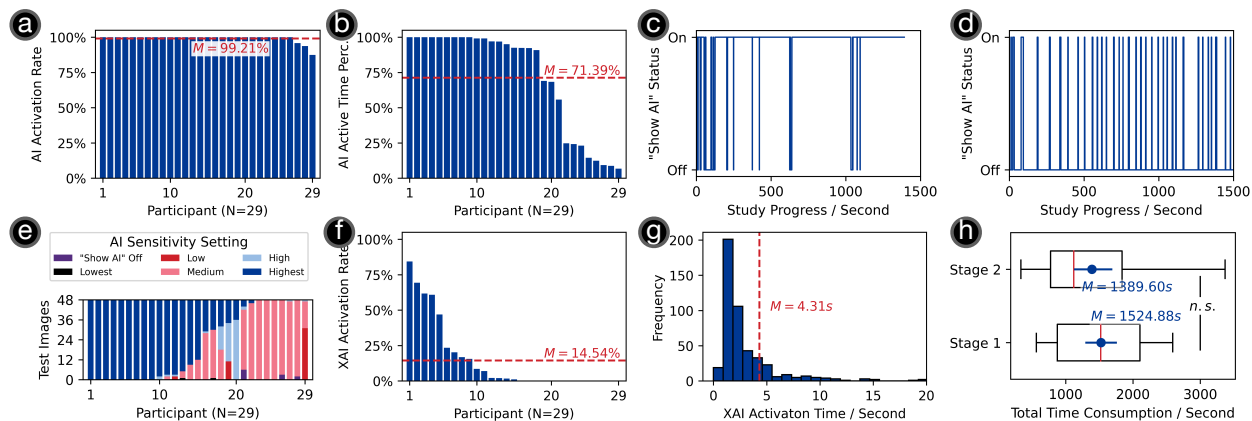 a
AI Activation Rate
100%
75%
50%
25%
0%
M = 99.21%
1
10
20
29
Participant (N=29)
b
AI Active Time Perc.
100%
75%
50%
25%
0%
M = 71.39%
1
10
20
29
Participant (N=29)
c
"Show AI" Status
On
Off
0
500
1000
1500
Study Progress / Second
d
"Show AI" Status
On
Off
0
500
1000
1500
Study Progress / Second
e
AI Sensitivity Setting
"Show AI" Off
Low
High
Lowest
Medium
Highest
Test Images
48
36
24
12
0
1
10
20
29
Participant (N=29)
f
XAI Activation Rate
100%
75%
50%
25%
0%
M = 14.54%
1
10
20
29
Participant (N=29)
g
Frequency
200
150
100
50
0
M = 4.31s
0
5
10
15
20
XAI Activaton Time / Second
h
Stage 2
Stage 1
M = 1389.60s
M = 1524.88s
n.s.
1000
2000
3000
Total Time Consumption / Second